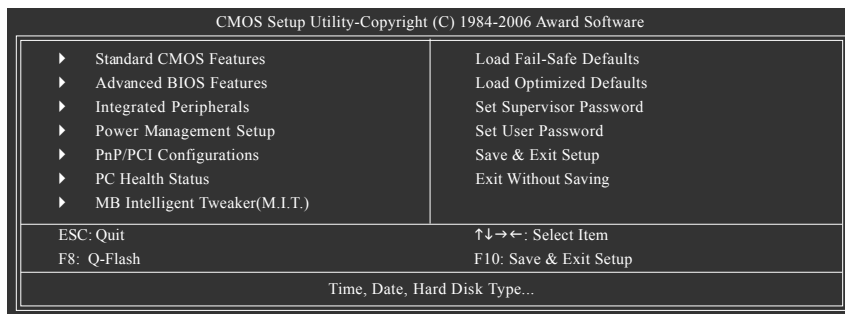 CMOS Setup Utility-Copyright (C) 1984-2006 Award Software
Standard CMOS Features
Advanced BIOS Features
Integrated Peripherals
Power Management Setup
PnP/PCI Configurations
PC Health Status
MB Intelligent Tweaker(M.I.T.)
Load Fail-Safe Defaults
Load Optimized Defaults
Set Supervisor Password
Set User Password
Save & Exit Setup
Exit Without Saving
ESC: Quit
F8: Q-Flash
↑↓→←: Select Item
F10: Save & Exit Setup
Time, Date, Hard Disk Type...